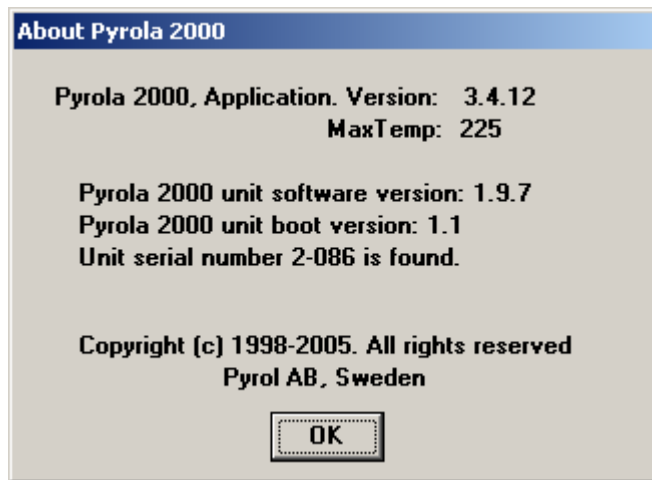 About Pyrola 2000
Pyrola 2000, Application. Version: 3.4.12
MaxTemp: 225
Pyrola 2000 unit software version: 1.9.7
Pyrola 2000 unit boot version: 1.1
Unit serial number 2-086 is found.
Copyright (c) 1998-2005. All rights reserved
Pyrol AB, Sweden
OK